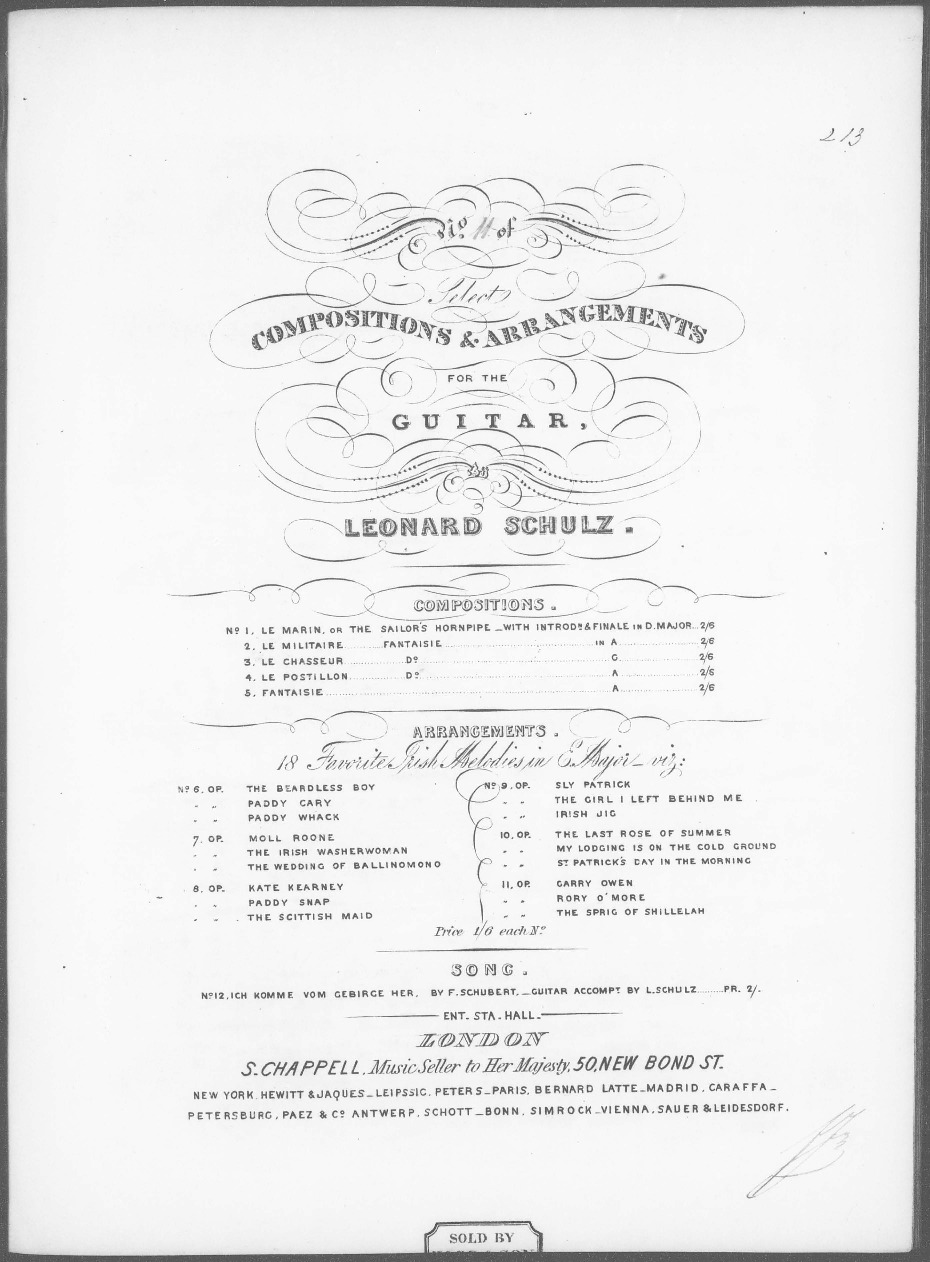 213
No. 11 of
Select
COMPOSITIONS & ARRANGEMENTS
FOR THE
GUITAR,
BY
LEONARD SCHULZ.
COMPOSITIONS.
No 1. LE MARIN, OR THE SAILOR'S HORNPIPE _ WITH INTRODn & FINALE IN D. MAJOR... 2/6
2. LE MILITAIRE ........ FANTAISIE ........ IN A ........ 2/6
3. LE CHASSEUR ........ Do ........ G ........ 2/6
4. LE POSTILLON ........ Do ........ A ........ 2/6
5. FANTAISIE ........ A ........ 2/6
ARRANGEMENTS.
18 Favorite Irish Melodies, in E. Major _ viz:
No 6. OP. THE BEARDLESS BOY
" " PADDY CARY
" " PADDY WHACK
7. OP. MOLL ROONE
" " THE IRISH WASHERWOMAN
" " THE WEDDING OF BALLINOMONO
8. OP. KATE KEARNEY
" " PADDY SNAP
" " THE SCITTISH MAID
No 9. OP. SLY PATRICK
" " THE GIRL I LEFT BEHIND ME
" " IRISH JIG
10. OP. THE LAST ROSE OF SUMMER
" " MY LODGING IS ON THE COLD GROUND
" " ST PATRICK'S DAY IN THE MORNING
11. OP. GARRY OWEN
" " RORY O'MORE
" " THE SPRIG OF SHILLELAH
Price 1/6 each No
SONG.
No 12. ICH KOMME VOM GEBIRGE HER, BY F. SCHUBERT, _ GUITAR ACCOMPT BY L. SCHULZ ........ PR. 2/.
ENT. STA. HALL.
LONDON
S. CHAPPELL, Music Seller to Her Majesty, 50, NEW BOND ST.
NEW YORK, HEWITT & JAQUES _ LEIPSSIC, PETERS _ PARIS, BERNARD LATTE _ MADRID, CARAFFA _
PETERSBURG, PAEZ & Co ANTWERP, SCHOTT _ BONN, SIMROCK _ VIENNA, SAUER & LEIDESDORF.
SOLD BY